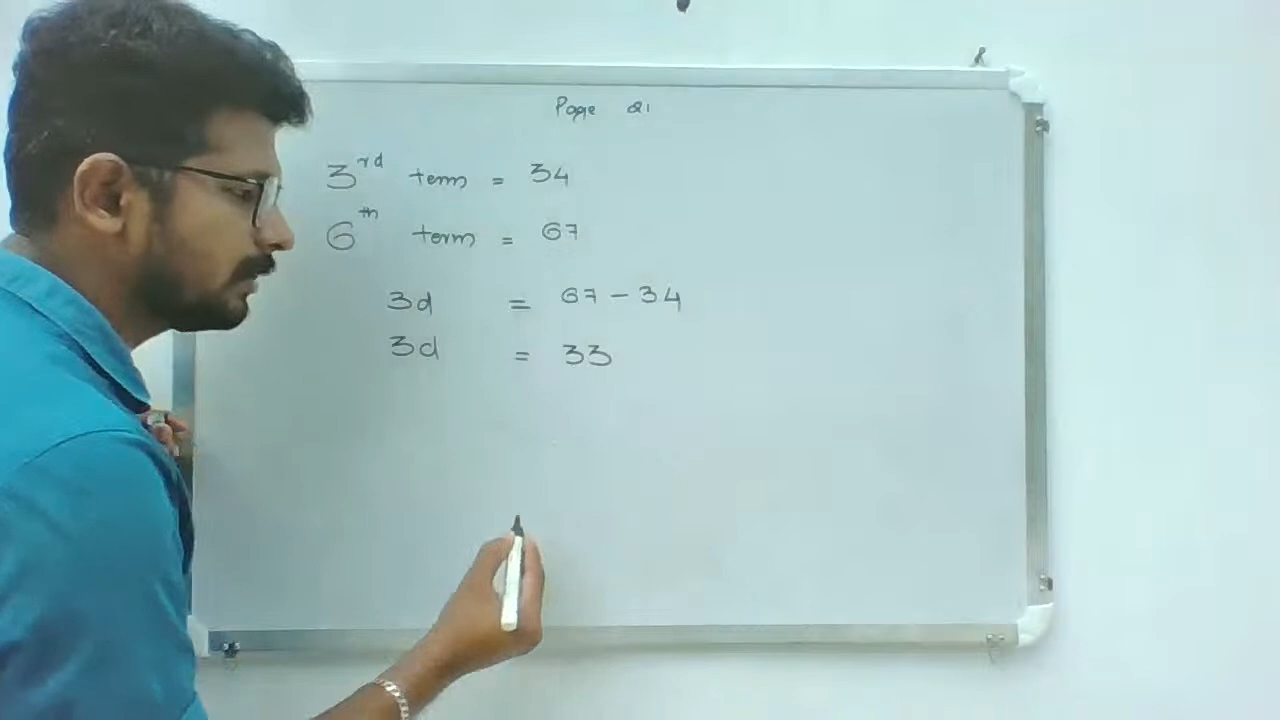 Page 21
3rd term = 34
6th term = 67
3d = 67 - 34
3d = 33